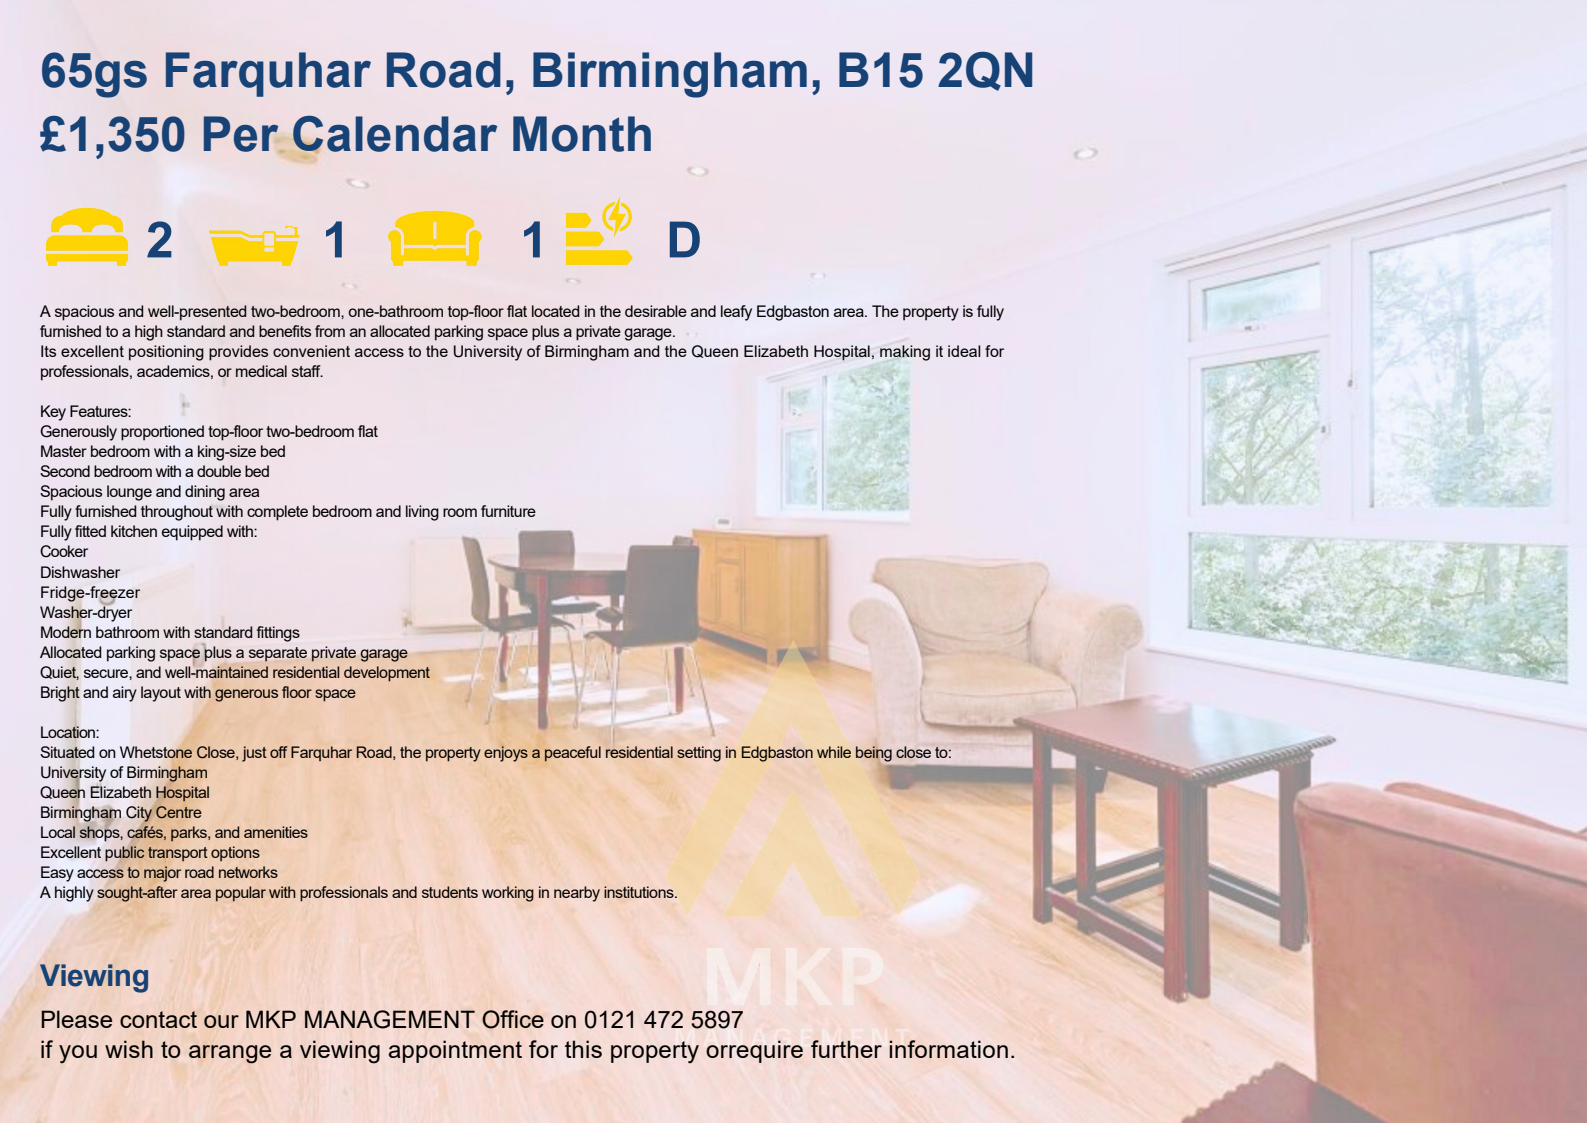 65gs Farquhar Road, Birmingham, B15 2QN
£1,350 Per Calendar Month
2 1 1 D
A spacious and well-presented two-bedroom, one-bathroom top-floor flat located in the desirable and leafy Edgbaston area. The property is fully
furnished to a high standard and benefits from an allocated parking space plus a private garage.
Its excellent positioning provides convenient access to the University of Birmingham and the Queen Elizabeth Hospital, making it ideal for
professionals, academics, or medical staff.
Key Features:
Generously proportioned top-floor two-bedroom flat
Master bedroom with a king-size bed
Second bedroom with a double bed
Spacious lounge and dining area
Fully furnished throughout with complete bedroom and living room furniture
Fully fitted kitchen equipped with:
Cooker
Dishwasher
Fridge-freezer
Washer-dryer
Modern bathroom with standard fittings
Allocated parking space plus a separate private garage
Quiet, secure, and well-maintained residential development
Bright and airy layout with generous floor space
Location:
Situated on Whetstone Close, just off Farquhar Road, the property enjoys a peaceful residential setting in Edgbaston while being close to:
University of Birmingham
Queen Elizabeth Hospital
Birmingham City Centre
Local shops, cafés, parks, and amenities
Excellent public transport options
Easy access to major road networks
A highly sought-after area popular with professionals and students working in nearby institutions.
Viewing
MKP
Please contact our MKP MANAGEMENT Office on 0121 472 5897
MANAGEMENT
if you wish to arrange a viewing appointment for this property orrequire further information.